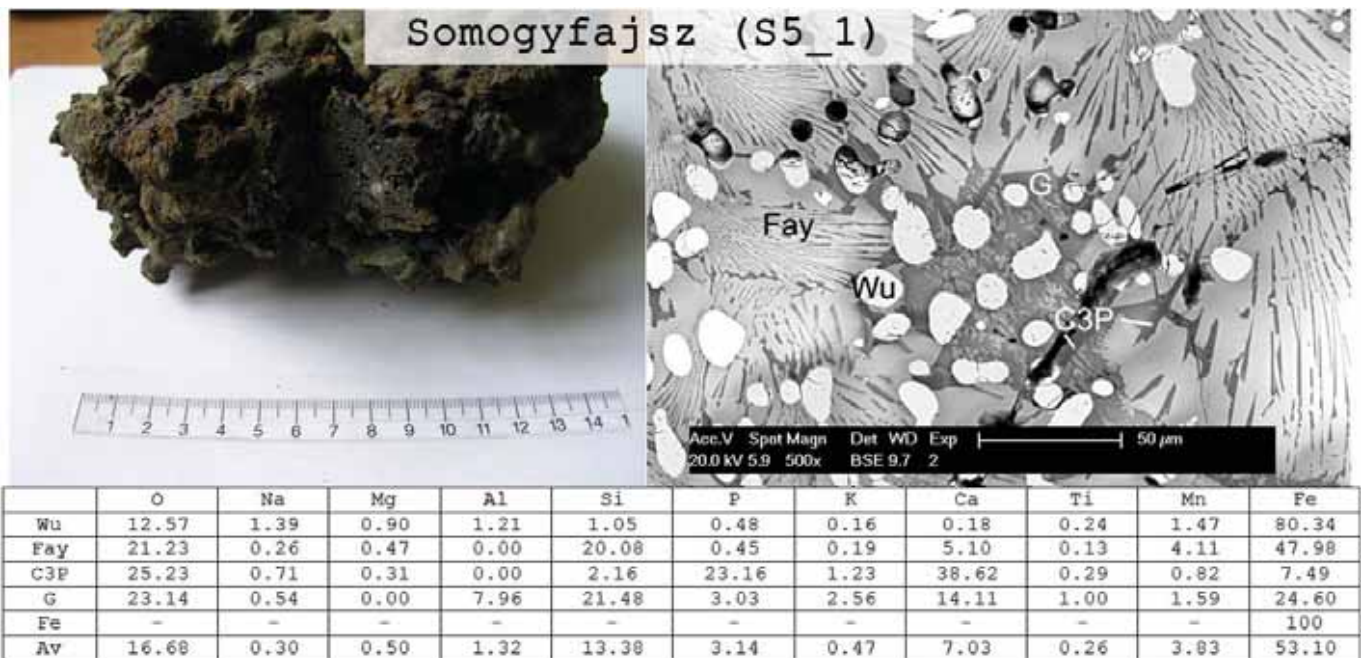 Somogyfajsz (S5_1)
G
Fay
Wu
C3P
1 2 3 4 5 6 7 8 9 10 11 12 13 14 1
Acc.V Spot Magn Det WD Exp 50 µm
20.0 kV 5.9 500x BSE 9.7 2
O Na Mg Al Si P K Ca Ti Mn Fe
Wu 12.57 1.39 0.90 1.21 1.05 0.48 0.16 0.18 0.24 1.47 80.34
Fay 21.23 0.26 0.47 0.00 20.08 0.45 0.19 5.10 0.13 4.11 47.98
C3P 25.23 0.71 0.31 0.00 2.16 23.16 1.23 38.62 0.29 0.82 7.49
G 23.14 0.54 0.00 7.96 21.48 3.03 2.56 14.11 1.00 1.59 24.60
Fe - - - - - - - - - - 100
Av 16.68 0.30 0.50 1.32 13.38 3.14 0.47 7.03 0.26 3.83 53.10